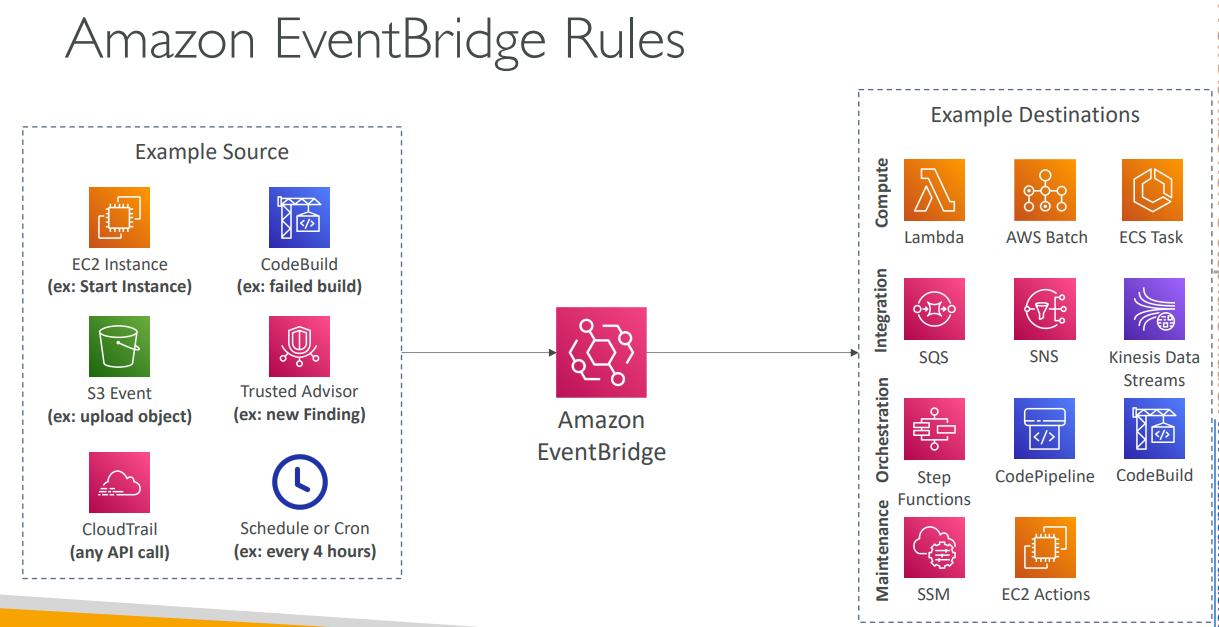 Amazon EventBridge Rules
Example Source
EC2 Instance
(ex: Start Instance)
CodeBuild
(ex: failed build)
S3 Event
(ex: upload object)
Trusted Advisor
(ex: new Finding)
CloudTrail
(any API call)
Schedule or Cron
(ex: every 4 hours)
Amazon
EventBridge
Example Destinations
Compute
Lambda
AWS Batch
ECS Task
Integration
SQS
SNS
Kinesis Data
Streams
Orchestration
Step
Functions
CodePipeline
CodeBuild
Maintenance
SSM
EC2 Actions